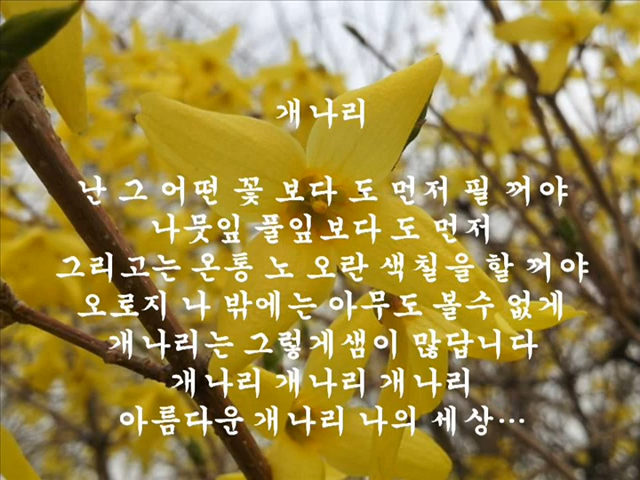 개나리
난 그 어떤 꽃 보다 도 먼저 필 꺼야
나뭇잎 풀잎보다 도 먼저
그리고는 온통 노 오란 색칠을 할 꺼야
오로지 나 밖에는 아무도 볼수 없게
개나리는 그렇게샘이 많답니다
개나리 개나리 개나리
아름다운 개나리 나의 세상…